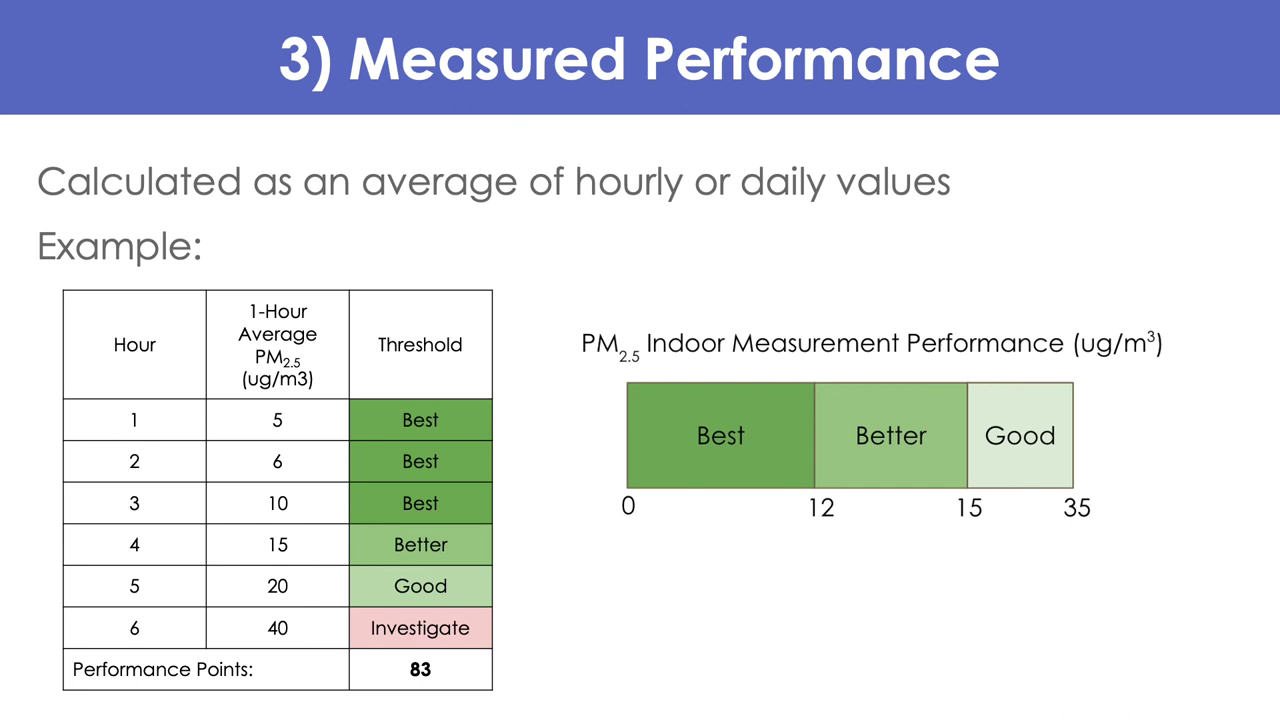 3) Measured Performance
Calculated as an average of hourly or daily values
Example:
Hour
1-Hour
Average
PM2.5
(ug/m3)
Threshold
1 5 Best
2 6 Best
3 10 Best
4 15 Better
5 20 Good
6 40 Investigate
Performance Points: 83
PM2.5 Indoor Measurement Performance (ug/m³)
Best Better Good
0 12 15 35